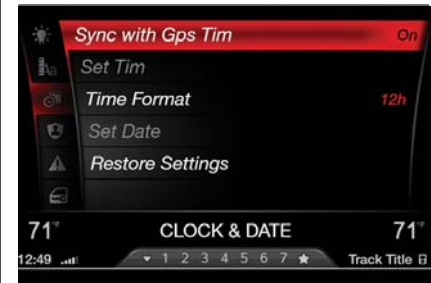 Sync with Gps Tim On
Aa Set Tim
Time Format 12h
Set Date
Restore Settings
71°F CLOCK & DATE 71°
12:49 1 2 3 4 5 6 7 Track Title